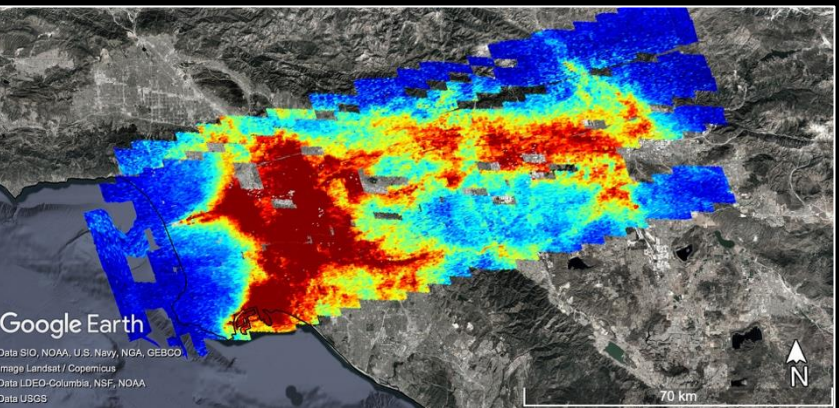 Google Earth
Data SIO, NOAA, U.S. Navy, NGA, GEBCO
Image Landsat / Copernicus
Data LDEO-Columbia, NSF, NOAA
Data USGS
N
70 km